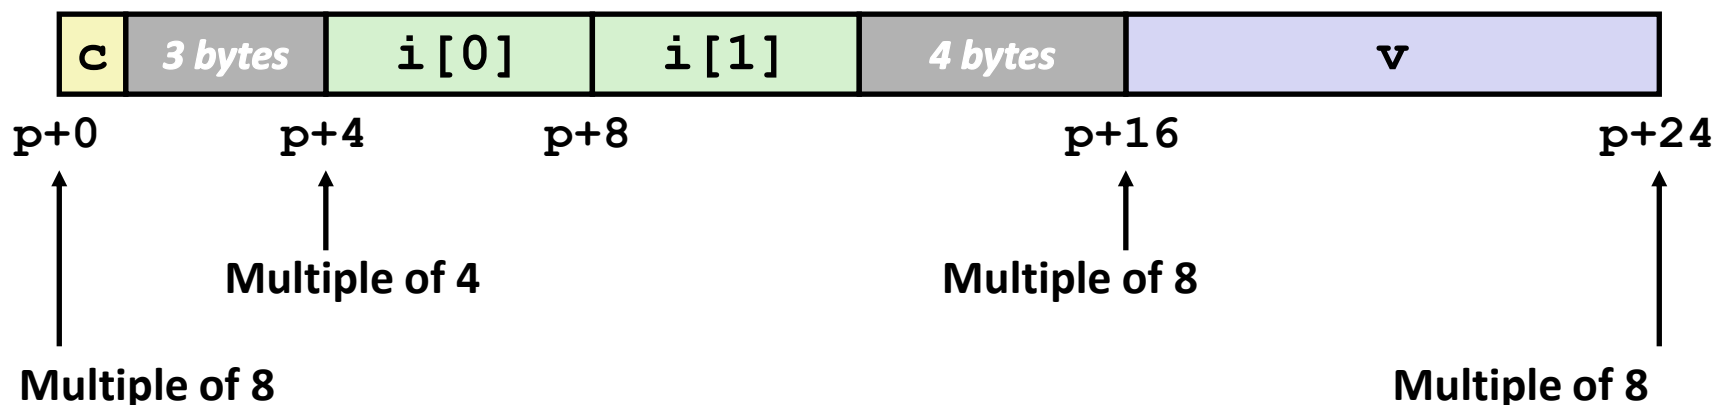 c 3 bytes i[0] i[1] 4 bytes v
p+0 p+4 p+8 p+16 p+24
Multiple of 4 Multiple of 8
Multiple of 8 Multiple of 8